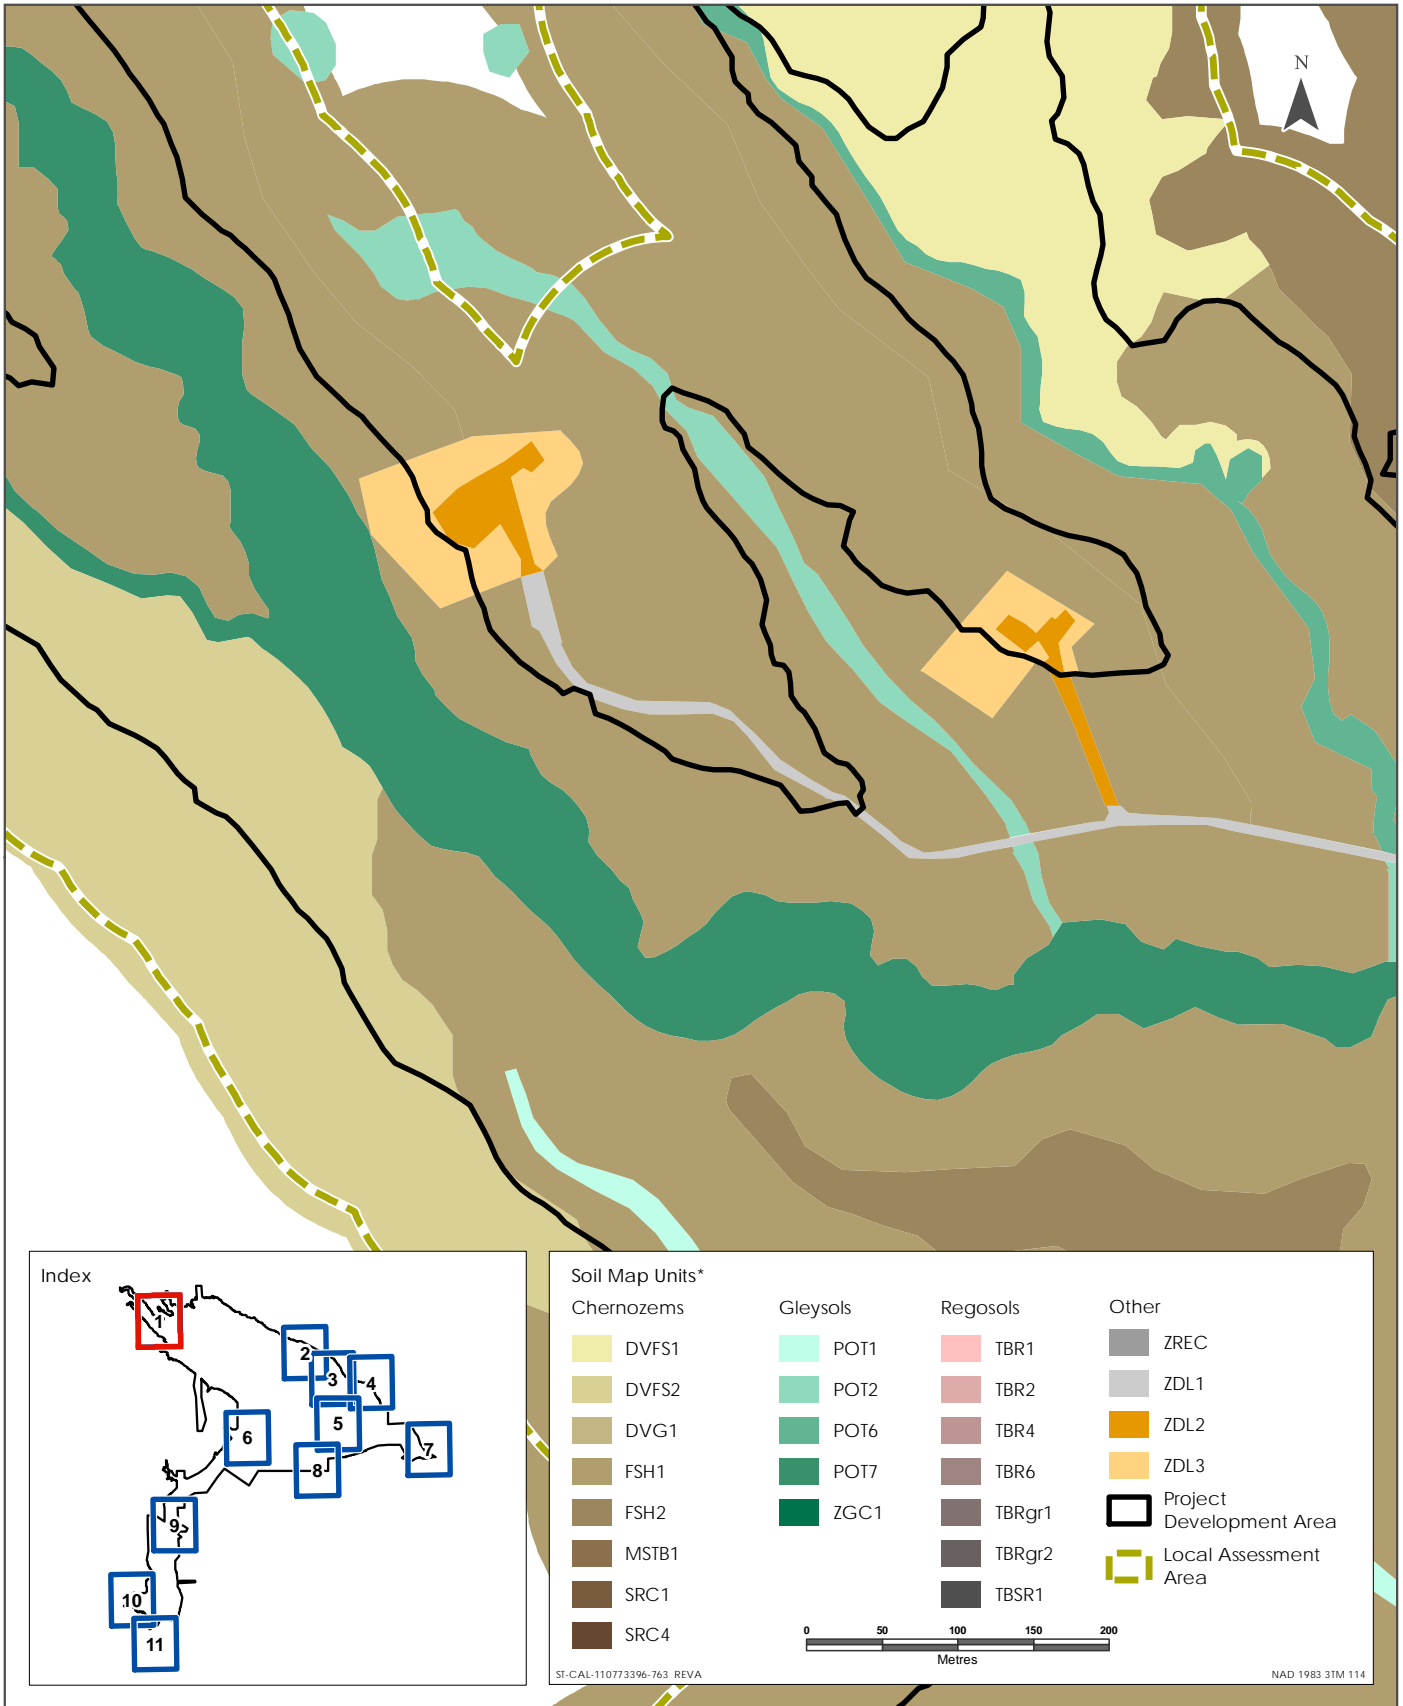 N
Index
1
2
3
4
5
6
7
8
9
10
11
Soil Map Units*
Chernozems
DVFS1
DVFS2
DVG1
FSH1
FSH2
MSTB1
SRC1
SRC4
Gleysols
POT1
POT2
POT6
POT7
ZGC1
Regosols
TBR1
TBR2
TBR4
TBR6
TBRgr1
TBRgr2
TBSR1
Other
ZREC
ZDL1
ZDL2
ZDL3
Project
Development Area
Local Assessment
Area
0 50 100 150 200
Metres
ST-CAL-110773396-763 REVA
NAD 1983 3TM 114